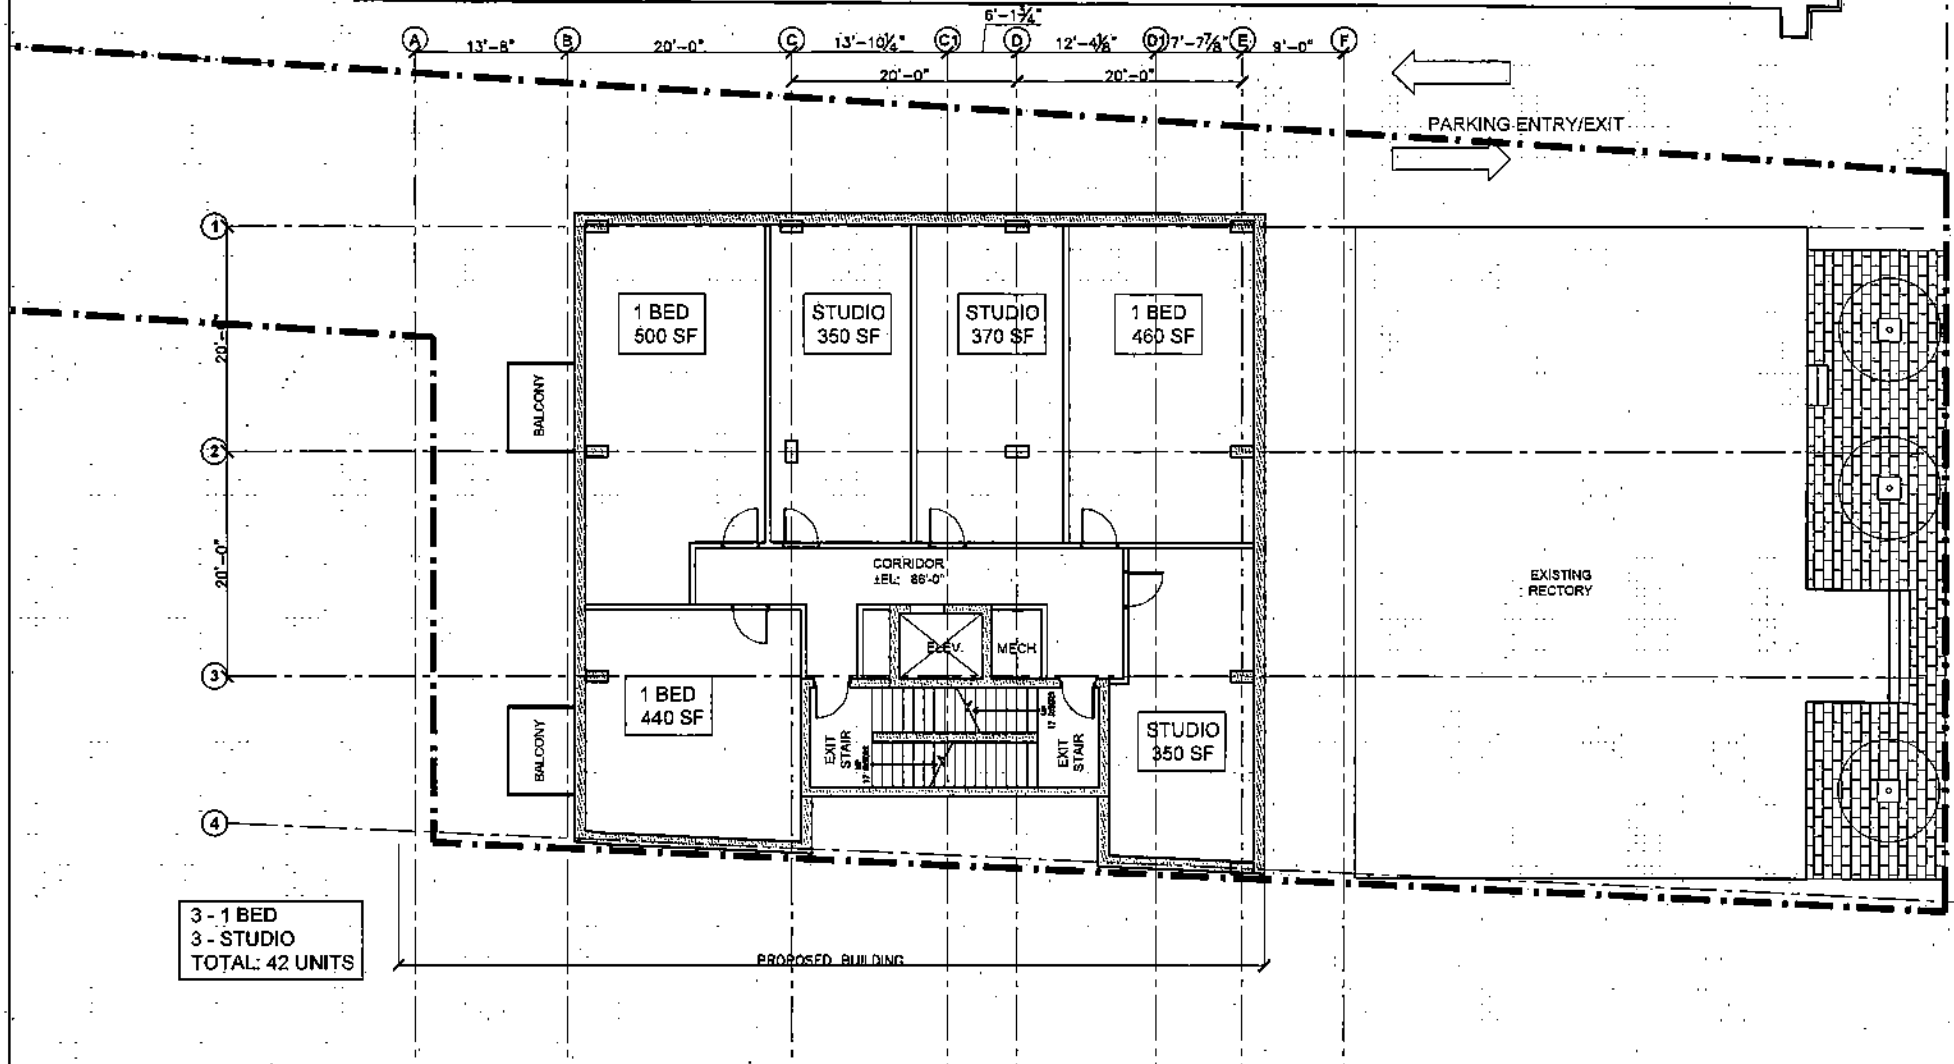 6'-1¾"
A
13'-8"
B
20'-0"
C
13'-10¼"
C1
D
12'-4⅛"
D1
7'-7⅞"
E
9'-0"
F
20'-0"
20'-0"
PARKING ENTRY/EXIT
1
1 BED
500 SF
STUDIO
350 SF
STUDIO
370 SF
1 BED
460 SF
BALCONY
2
20'-0"
CORRIDOR
±EL: 86'-0"
EXISTING
RECTORY
ELEV.
MECH
3
1 BED
440 SF
STUDIO
350 SF
EXIT
STAIR
EXIT
STAIR
BALCONY
4
3 - 1 BED
3 - STUDIO
TOTAL: 42 UNITS
PROPOSED BUILDING